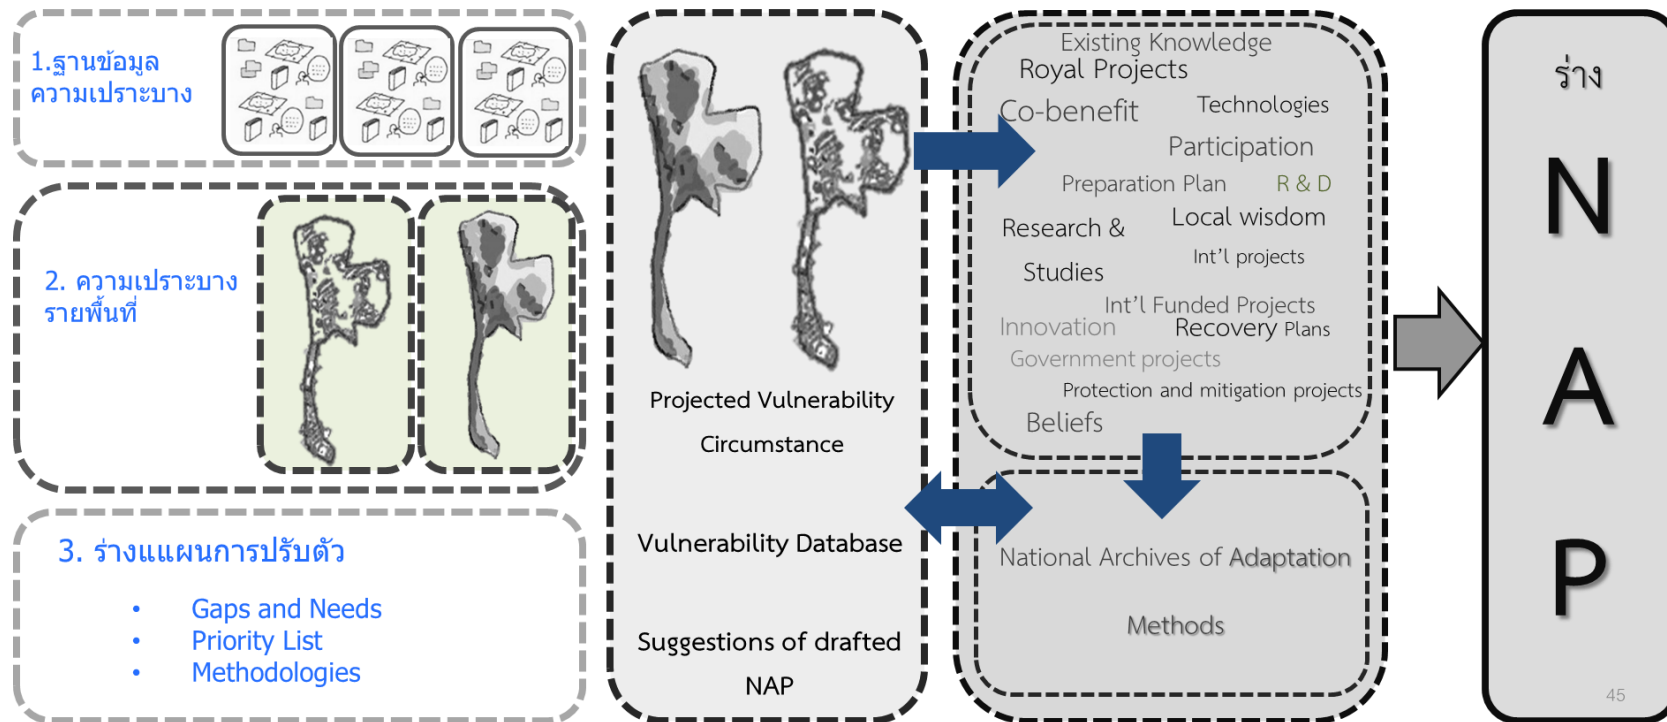 1.ฐานข้อมูล
ความเปราะบาง
2. ความเปราะบาง
รายพื้นที่
3. ร่างแแผนการปรับตัว
• Gaps and Needs
• Priority List
• Methodologies
Projected Vulnerability
Circumstance
Vulnerability Database
Suggestions of drafted
NAP
Existing Knowledge
Royal Projects
Co-benefit
Technologies
Participation
Preparation Plan
R & D
Local wisdom
Research &
Studies
Int'l projects
Int'l Funded Projects
Innovation
Recovery Plans
Government projects
Protection and mitigation projects
Beliefs
National Archives of Adaptation
Methods
ร่าง
N
A
P
45